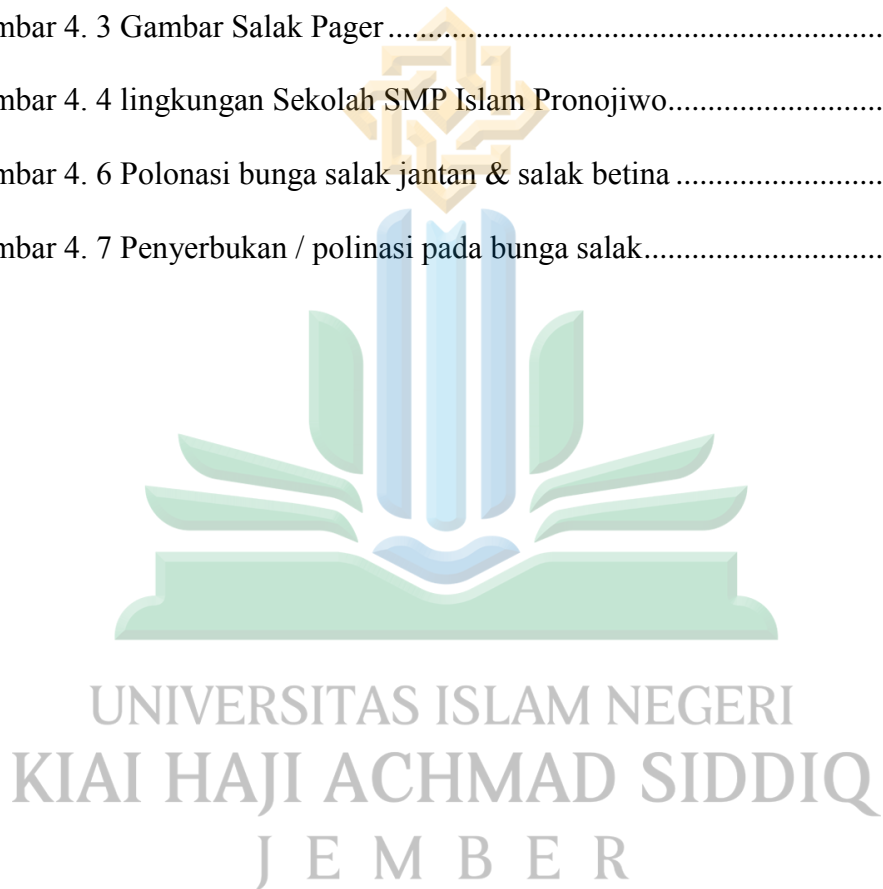 mbar 4. 3 Gambar Salak Pager ................................................................
mbar 4. 4 lingkungan Sekolah SMP Islam Pronojiwo...........................
mbar 4. 6 Polonasi bunga salak jantan & salak betina ..........................
mbar 4. 7 Penyerbukan / polinasi pada bunga salak..............................
UNIVERSITAS ISLAM NEGERI
KIAI HAJI ACHMAD SIDDIQ
JEMBER